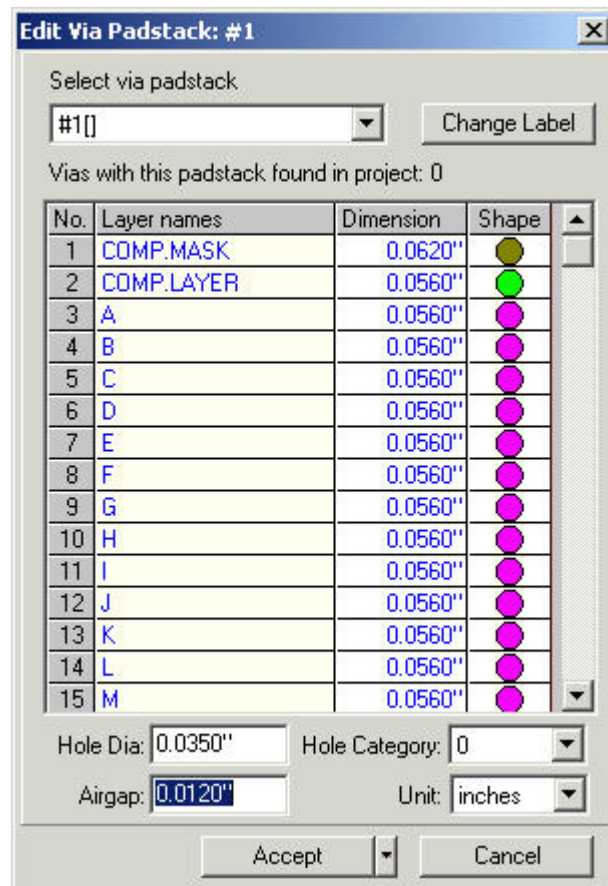 Edit Via Padstack: #1
Select via padstack
#1[]
Change Label
Vias with this padstack found in project: 0
No. Layer names Dimension Shape
1 COMP.MASK 0.0620"
2 COMP.LAYER 0.0560"
3 A 0.0560"
4 B 0.0560"
5 C 0.0560"
6 D 0.0560"
7 E 0.0560"
8 F 0.0560"
9 G 0.0560"
10 H 0.0560"
11 I 0.0560"
12 J 0.0560"
13 K 0.0560"
14 L 0.0560"
15 M 0.0560"
Hole Dia: 0.0350" Hole Category: 0
Airgap: 0.0120" Unit: inches
Accept Cancel